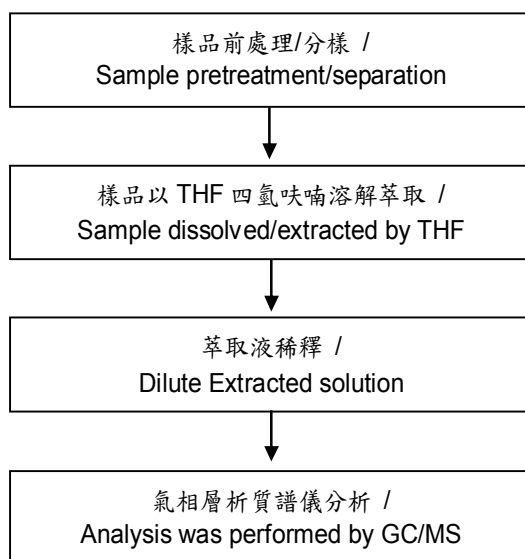 樣品前處理/分樣 /
Sample pretreatment/separation
樣品以 THF 四氫呋喃溶解萃取 /
Sample dissolved/extracted by THF
萃取液稀釋 /
Dilute Extracted solution
氣相層析質譜儀分析 /
Analysis was performed by GC/MS